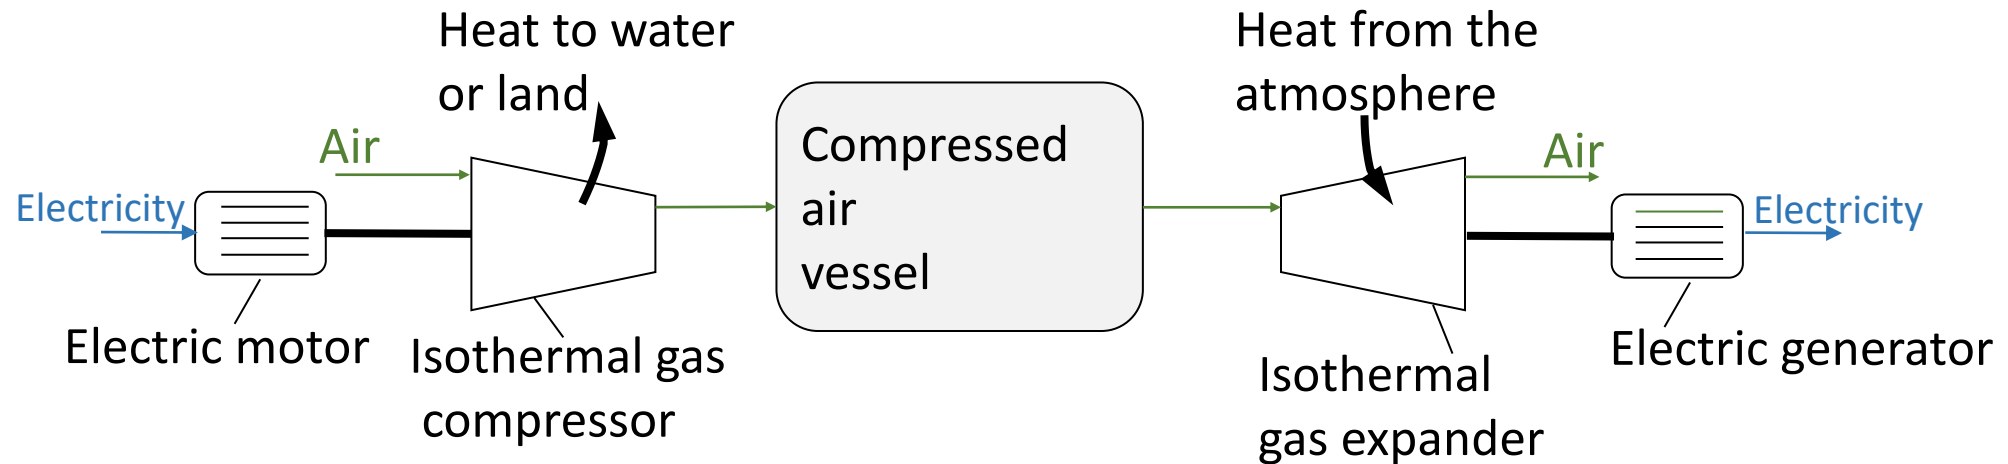 Heat to water
or land
Heat from the
atmosphere
Air
Air
Electricity
Electricity
Compressed
air
vessel
Electric motor
Isothermal gas
compressor
Isothermal
gas expander
Electric generator